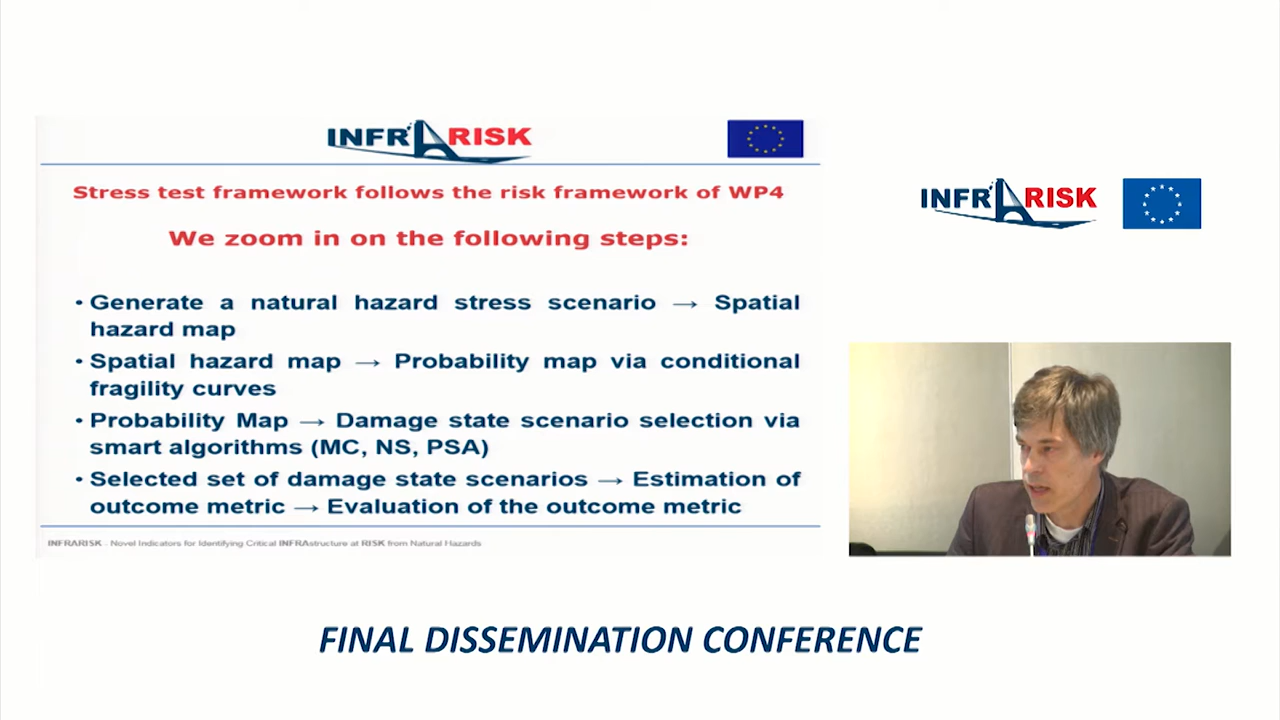 INFRARISK
Stress test framework follows the risk framework of WP4
We zoom in on the following steps:
• Generate a natural hazard stress scenario → Spatial
hazard map
• Spatial hazard map → Probability map via conditional
fragility curves
• Probability Map → Damage state scenario selection via
smart algorithms (MC, NS, PSA)
• Selected set of damage state scenarios → Estimation of
outcome metric → Evaluation of the outcome metric
INFRARISK - Novel Indicators for Identifying Critical INFRAstructure at RISK from Natural Hazards
INFRARISK
FINAL DISSEMINATION CONFERENCE